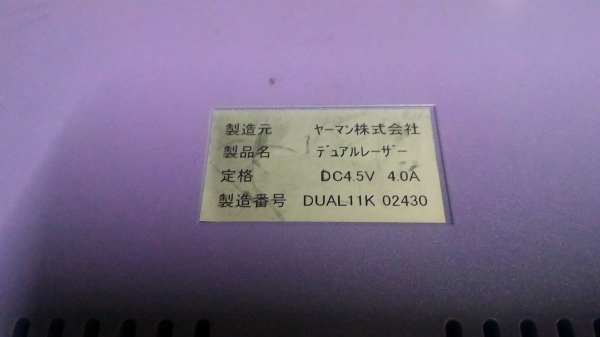 製造元 ヤーマン株式会社
製品名 ﾃﾞｭｱﾙﾚｰｻﾞｰ
定格 DC4.5V 4.0A
製造番号 DUAL11K 02430